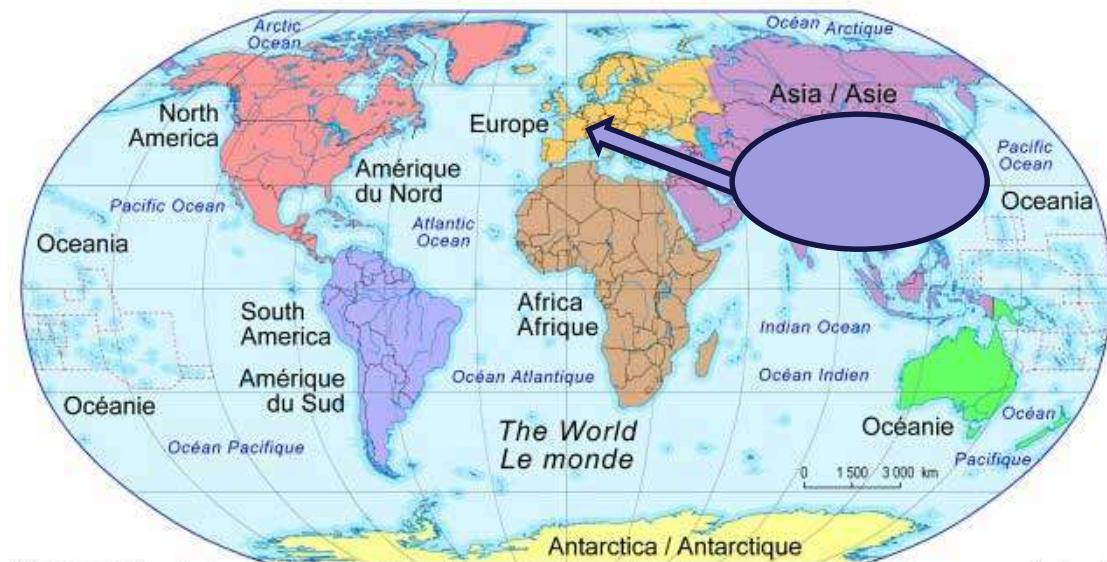 Arctic
Ocean
Océan Arctique
North
America
Europe
Asia / Asie
Amérique
du Nord
Pacific
Ocean
Pacific Ocean
Atlantic
Ocean
Oceania
Oceania
South
America
Africa
Afrique
Indian Ocean
Amérique
du Sud
Océan Atlantique
Océan Indien
Océanie
Océanie
Océan
Pacifique
Océan Pacifique
The World
Le monde
0 1 500 3 000 km
Antarctica / Antarctique